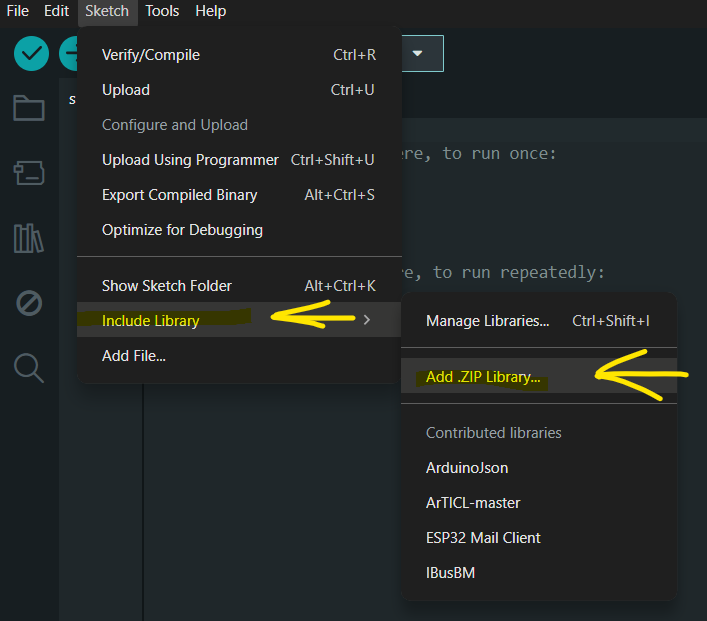 File Edit Sketch Tools Help
s
Verify/Compile Ctrl+R
Upload Ctrl+U
Configure and Upload
re, to run once:
Upload Using Programmer Ctrl+Shift+U
Export Compiled Binary Alt+Ctrl+S
Optimize for Debugging
e, to run repeatedly:
Show Sketch Folder Alt+Ctrl+K
Include Library
Manage Libraries... Ctrl+Shift+I
Add File...
Add .ZIP Library...
Contributed libraries
ArduinoJson
ArTICL-master
ESP32 Mail Client
IBusBM